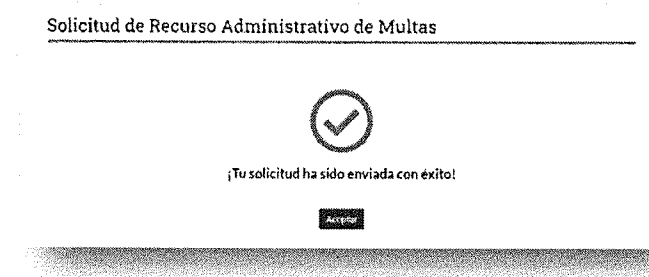 Solicitud de Recurso Administrativo de Multas
¡Tu solicitud ha sido enviada con éxito!
Aceptar